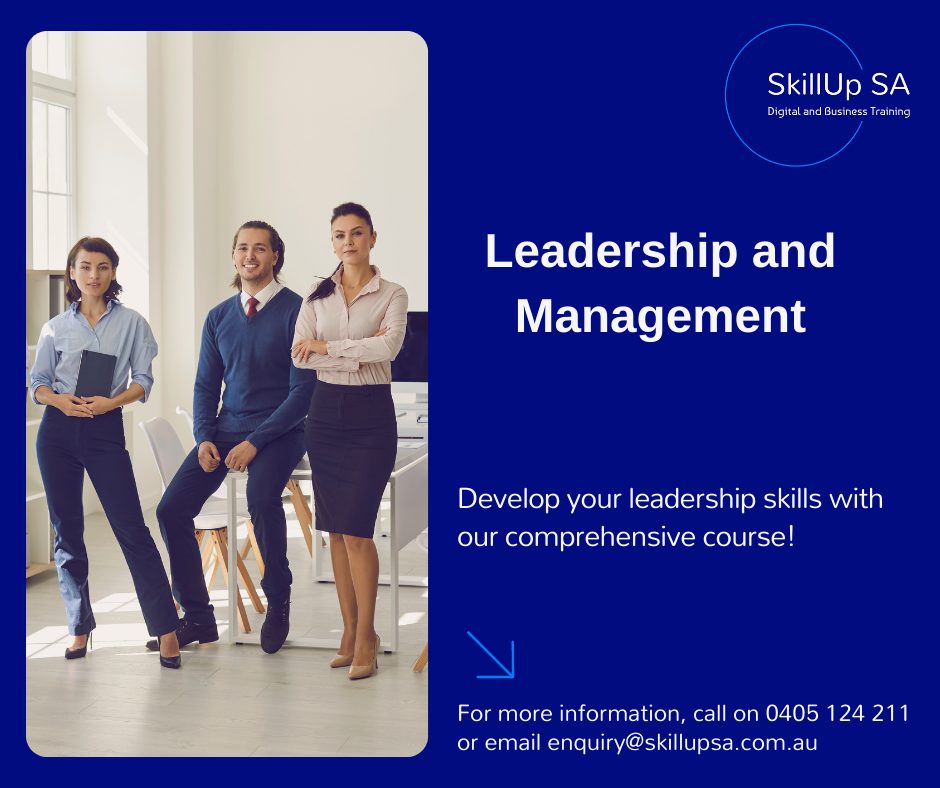 SkillUp SA
Digital and Business Training
Leadership and
Management
Develop your leadership skills with
our comprehensive course!
For more information, call on 0405 124 211
or email enquiry@skillupsa.com.au